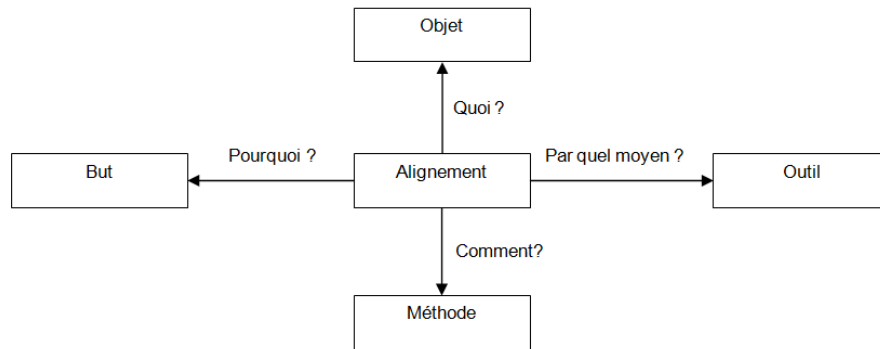 Objet
Quoi ?
Pourquoi ?
Par quel moyen ?
But
Alignement
Outil
Comment?
Méthode